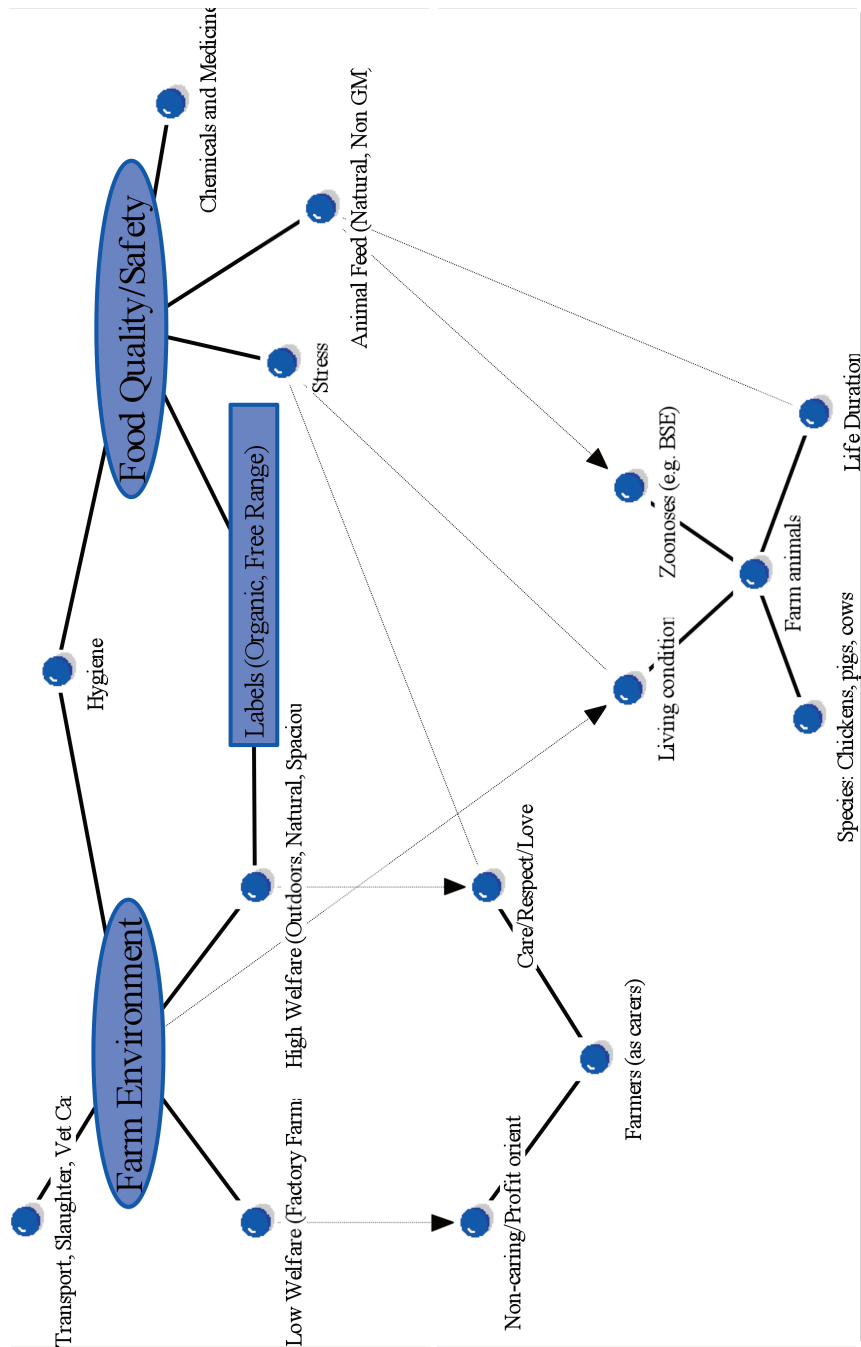 Transport, Slaughter, Vet Ca
Farm Environment
Hygiene
Food Quality/Safety
Chemicals and Medicine
Low Welfare (Factory Farm
High Welfare (Outdoors, Natural, Spaciou
Labels (Organic, Free Range)
Stress
Animal Feed (Natural, Non GM
Non-caring/Profit orient
Care/Respect/Love
Farmers (as carers)
Living condition
Zoonoses (e.g. BSE)
Farm animals
Species: Chickens, pigs, cows
Life Duration